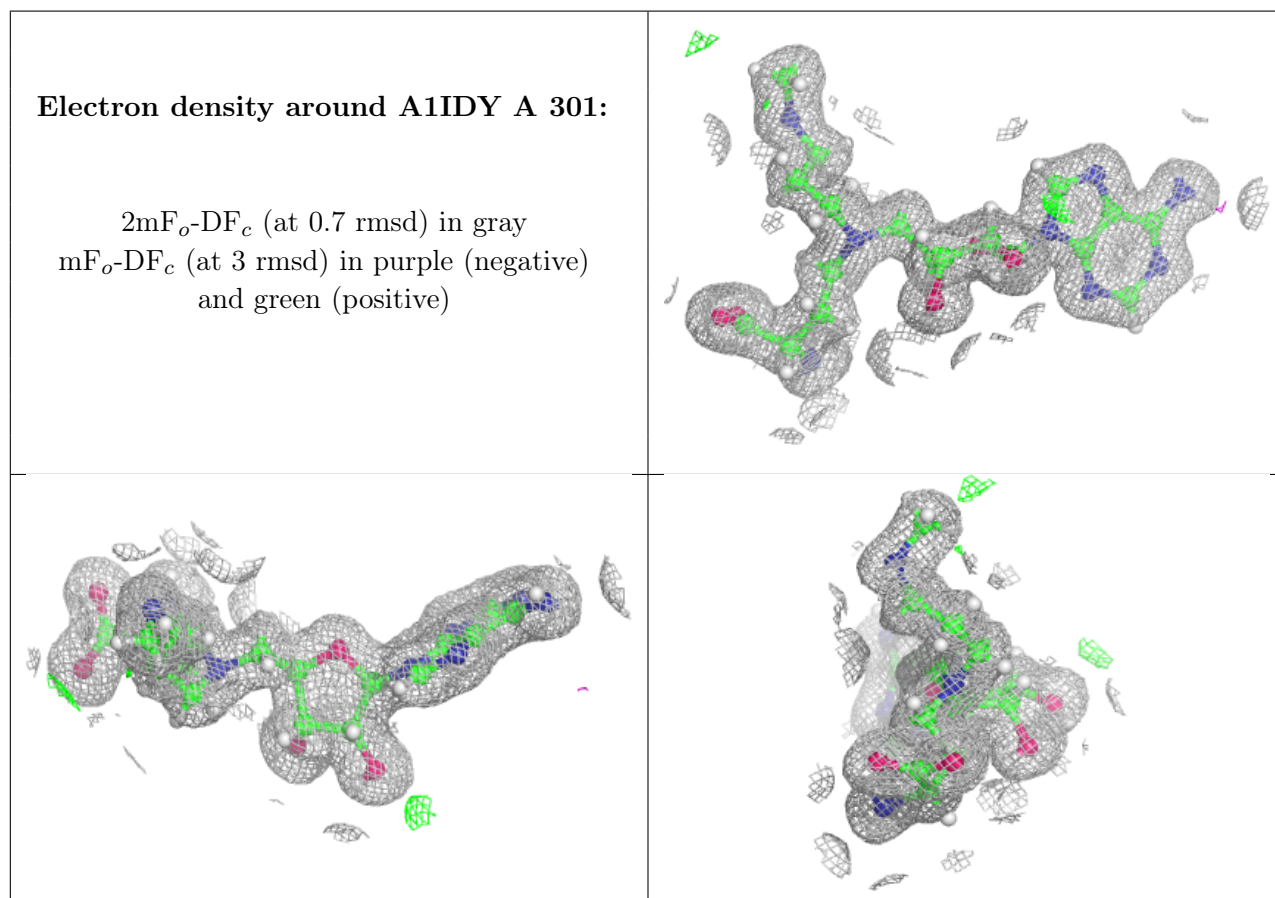 Electron density around A1IDY A 301:
2mFo-DFc (at 0.7 rmsd) in gray
mFo-DFc (at 3 rmsd) in purple (negative)
and green (positive)